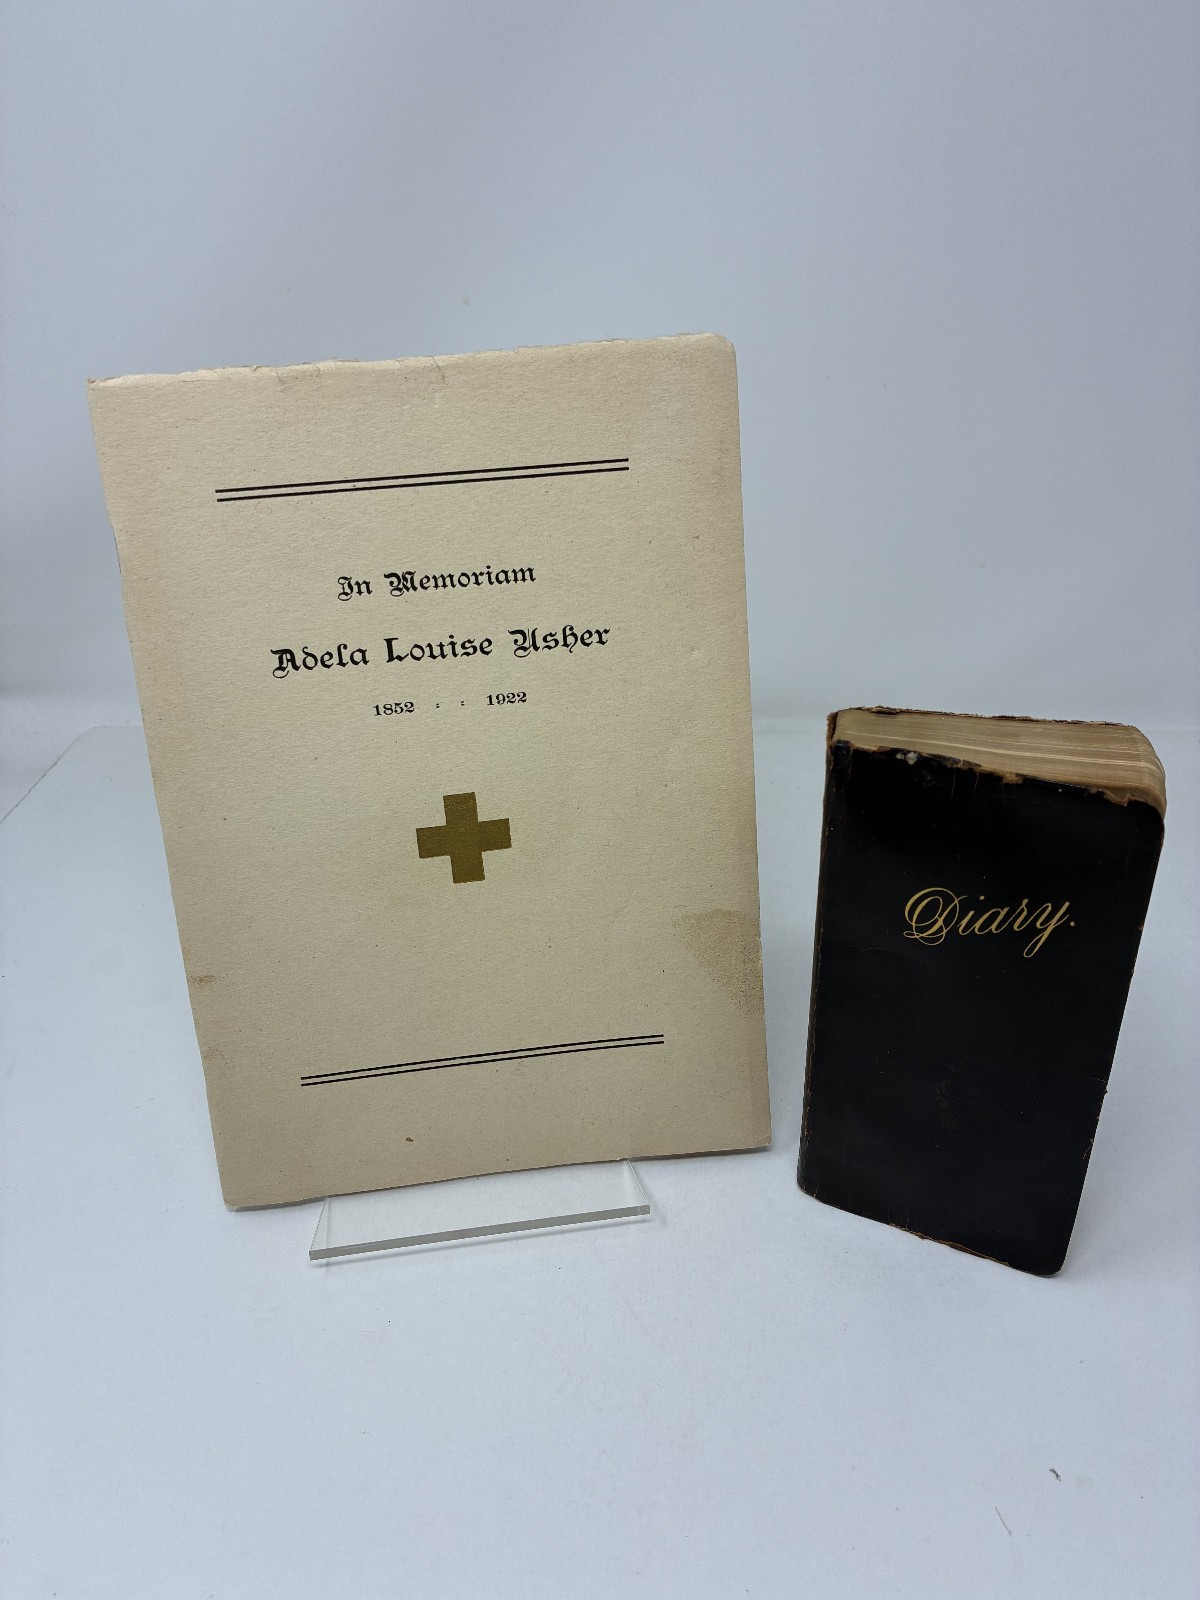 In Memoriam
Adela Louise Usher
1852 : : 1922
Diary.